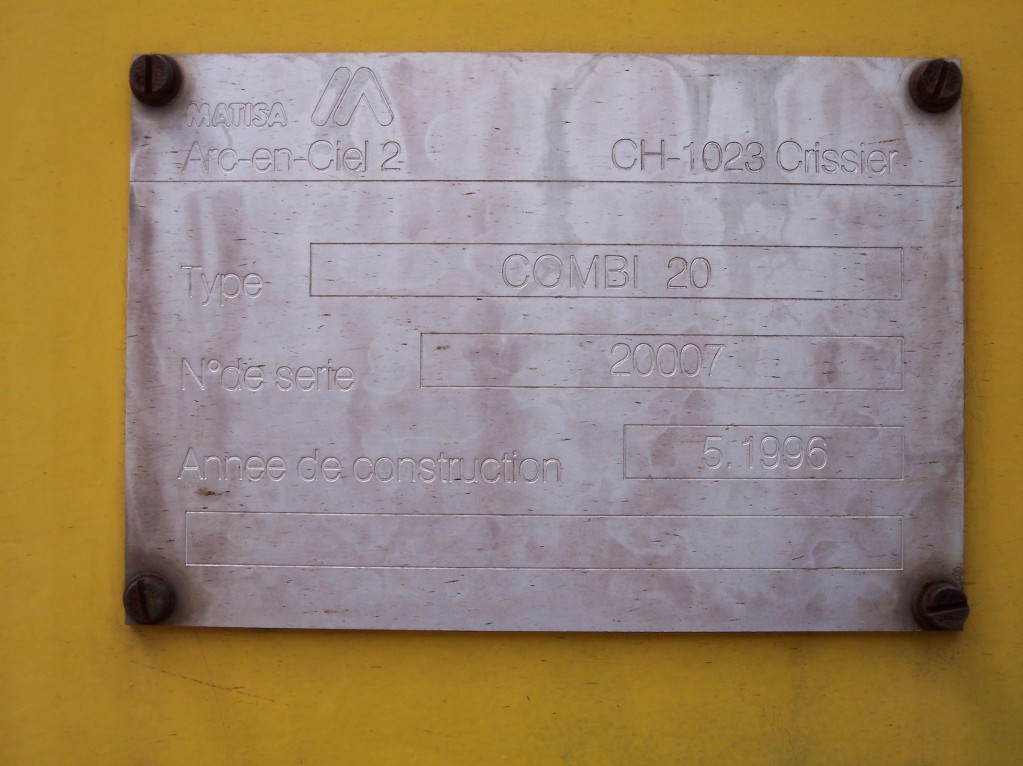 MATISA
Arc-en-Ciel 2 CH-1023 Crissier
Type COMBI 20
N° de serie 20007
Annee de construction 5.1996